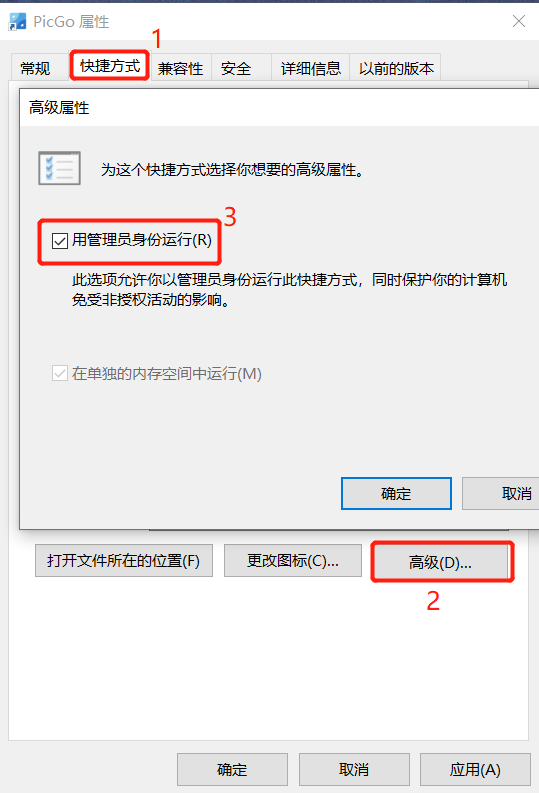 PicGo 属性
1
常规 快捷方式 兼容性 安全 详细信息 以前的版本
高级属性
为这个快捷方式选择你想要的高级属性。
3
用管理员身份运行(R)
此选项允许你以管理员身份运行此快捷方式，同时保护你的计算机
免受非授权活动的影响。
在单独的内存空间中运行(M)
确定 取消
打开文件所在的位置(F) 更改图标(C)... 高级(D)...
2
确定 取消 应用(A)